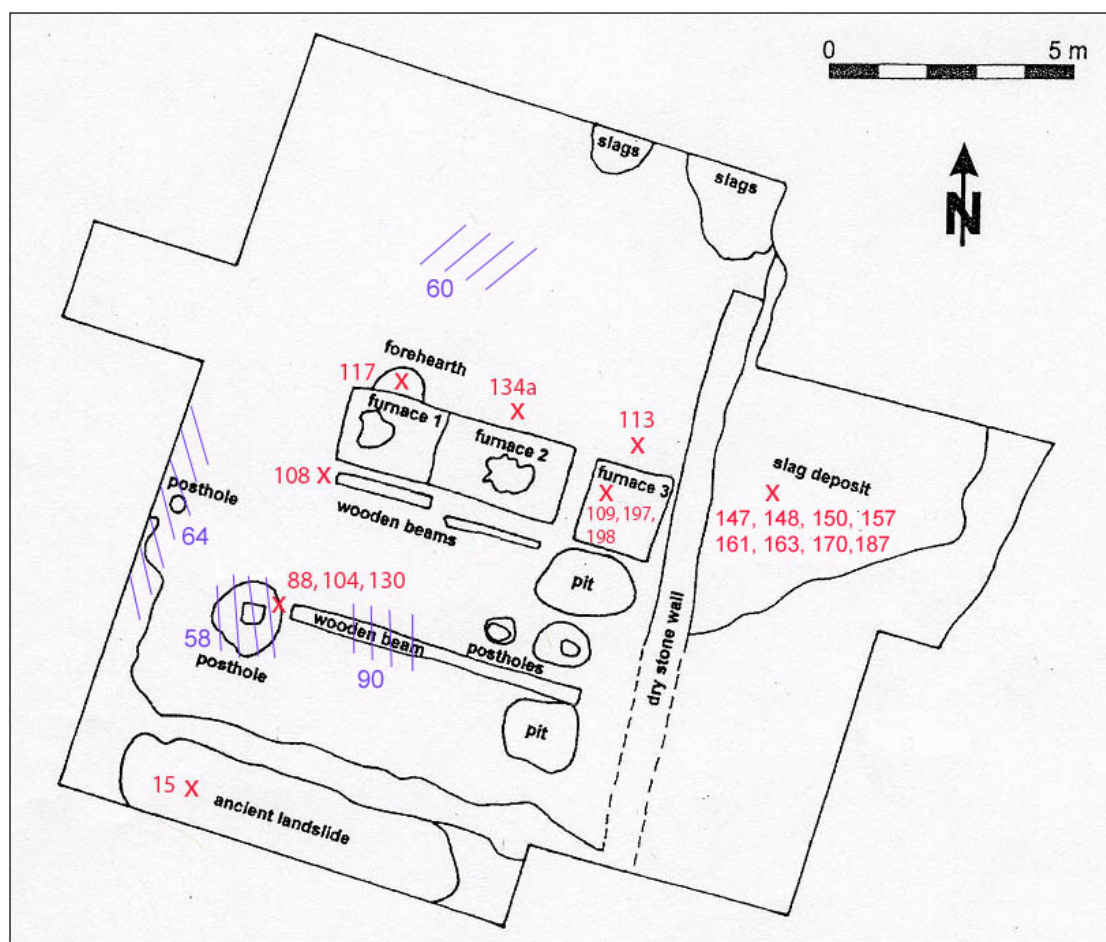 0 5 m
N
slags
slags
60
forehearth
117
134a
113
furnace 1
furnace 2
furnace 3
108
109, 197,
198
slag deposit
147, 148, 150, 157
161, 163, 170,187
posthole
64
wooden beams
pit
88, 104, 130
58
posthole
wooden beam
90
postholes
dry stone wall
pit
15
ancient landslide